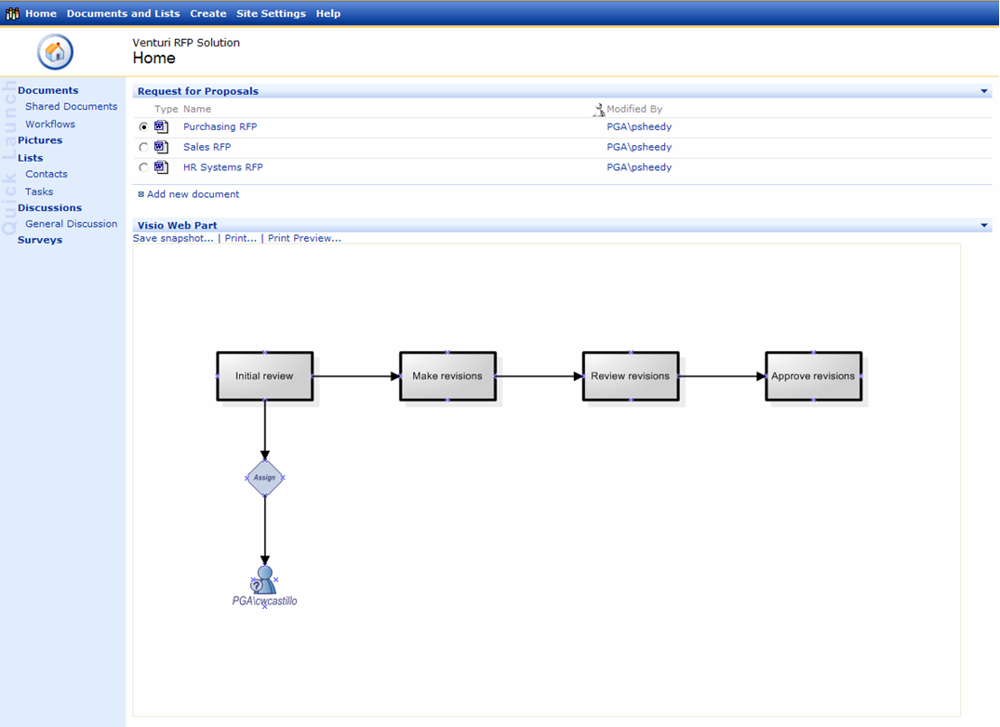 Home Documents and Lists Create Site Settings Help
Venturi RFP Solution
Home
Quick Launch
Documents
Shared Documents
Workflows
Pictures
Lists
Contacts
Tasks
Discussions
General Discussion
Surveys
Request for Proposals
Type Name Modified By
Purchasing RFP PGA\psheedy
Sales RFP PGA\psheedy
HR Systems RFP PGA\psheedy
Add new document
Visio Web Part
Save snapshot... | Print... | Print Preview...
Initial review Make revisions Review revisions Approve revisions
Assign
?
PGA\cwcastillo